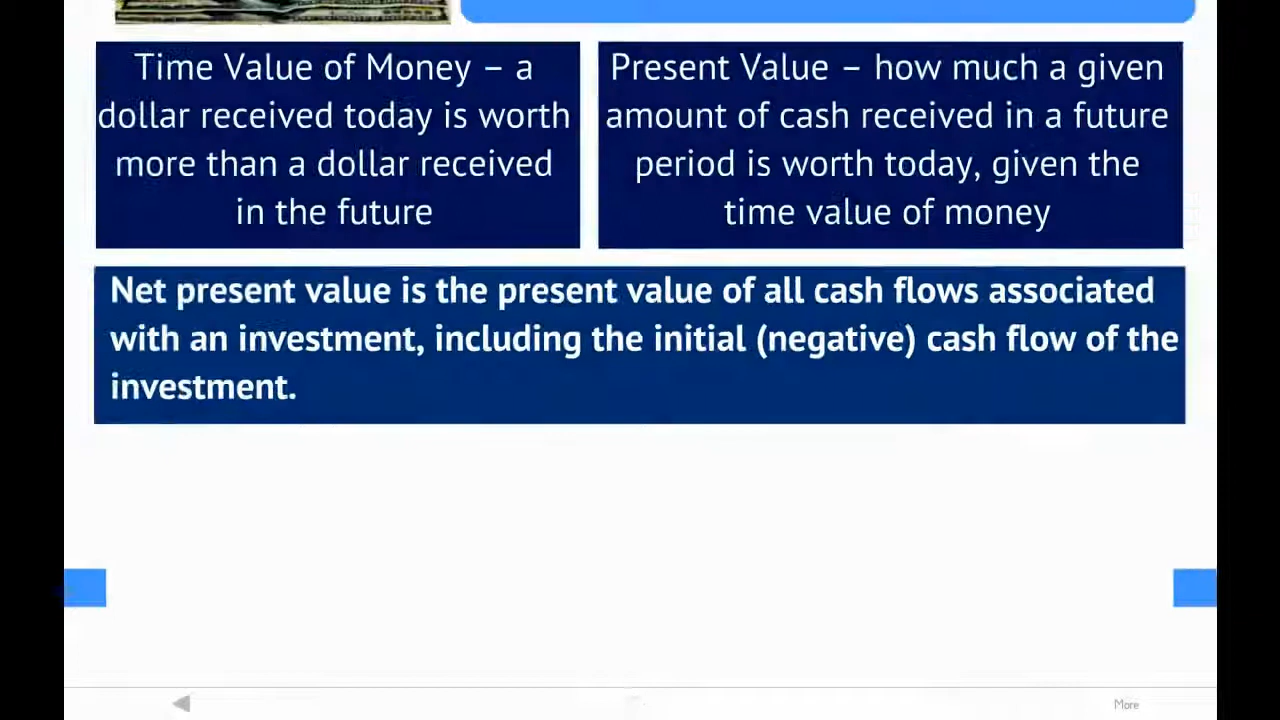 Time Value of Money – a
dollar received today is worth
more than a dollar received
in the future
Present Value – how much a given
amount of cash received in a future
period is worth today, given the
time value of money
Net present value is the present value of all cash flows associated
with an investment, including the initial (negative) cash flow of the
investment.
More